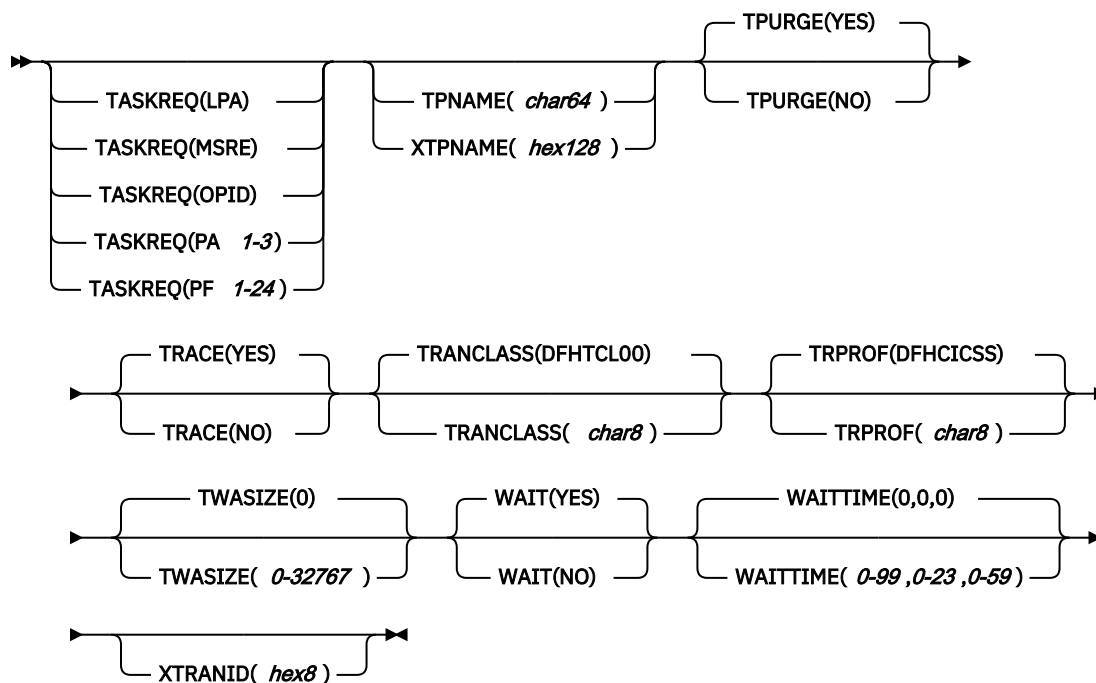 TPURGE(YES)
TASKREQ(LPA) TPNAME( char64 ) TPURGE(NO)
TASKREQ(MSRE) XTPNAME( hex128 )
TASKREQ(OPID)
TASKREQ(PA 1-3 )
TASKREQ(PF 1-24 )
TRACE(YES) TRANCLASS(DFHTCL00) TRPROF(DFHCICSS)
TRACE(NO) TRANCLASS( char8 ) TRPROF( char8 )
TWASIZE(0) WAIT(YES) WAITTIME(0,0,0)
TWASIZE( 0-32767 ) WAIT(NO) WAITTIME( 0-99 ,0-23 ,0-59 )
XTRANID( hex8 )